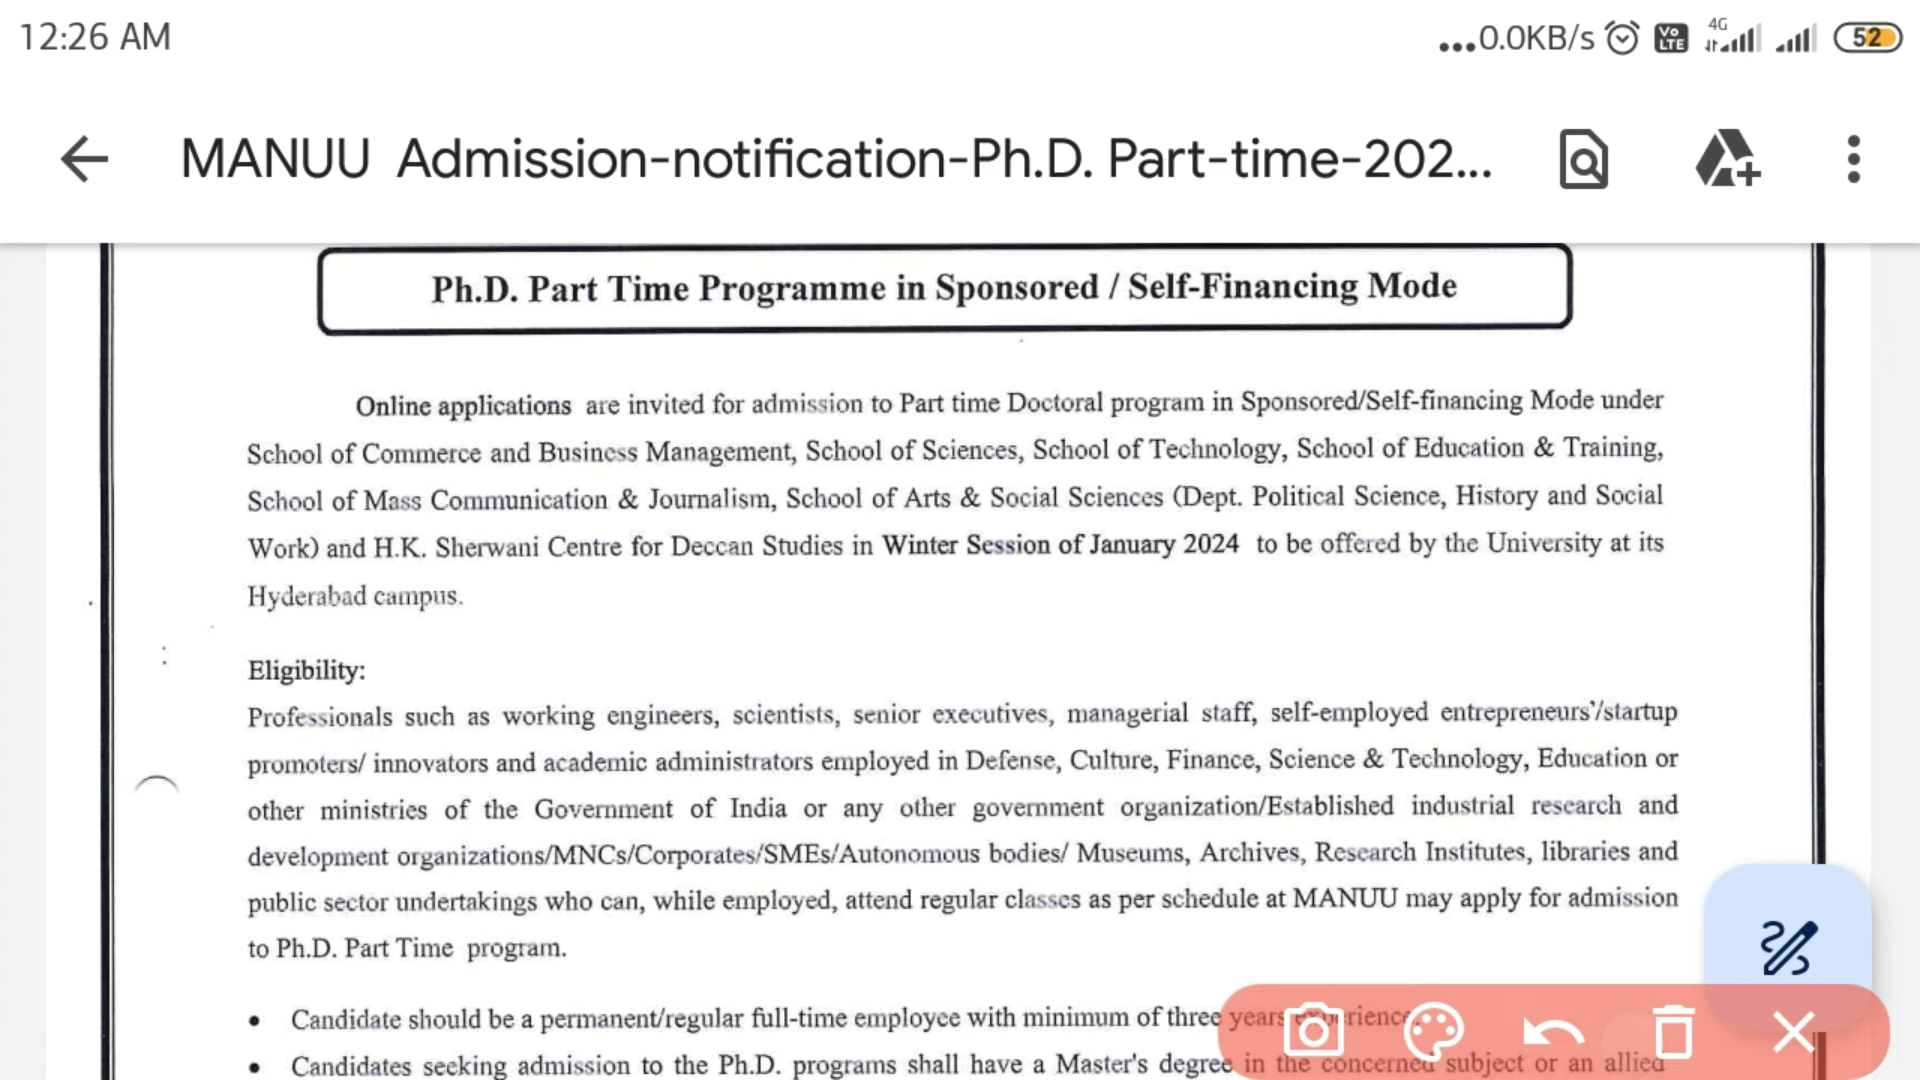 12:26 AM
...0.0KB/s Vo LTE 4G 52
MANUU Admission-notification-Ph.D. Part-time-202...
Ph.D. Part Time Programme in Sponsored / Self-Financing Mode
Online applications are invited for admission to Part time Doctoral program in Sponsored/Self-financing Mode under
School of Commerce and Business Management, School of Sciences, School of Technology, School of Education & Training,
School of Mass Communication & Journalism, School of Arts & Social Sciences (Dept. Political Science, History and Social
Work) and H.K. Sherwani Centre for Deccan Studies in Winter Session of January 2024 to be offered by the University at its
Hyderabad campus.
Eligibility:
Professionals such as working engineers, scientists, senior executives, managerial staff, self-employed entrepreneurs'/startup
promoters/ innovators and academic administrators employed in Defense, Culture, Finance, Science & Technology, Education or
other ministries of the Government of India or any other government organization/Established industrial research and
development organizations/MNCs/Corporates/SMEs/Autonomous bodies/ Museums, Archives, Research Institutes, libraries and
public sector undertakings who can, while employed, attend regular classes as per schedule at MANUU may apply for admission
to Ph.D. Part Time program.
• Candidate should be a permanent/regular full-time employee with minimum of three years experience.
• Candidates seeking admission to the Ph.D. programs shall have a Master's degree in the concerned subject or an allied